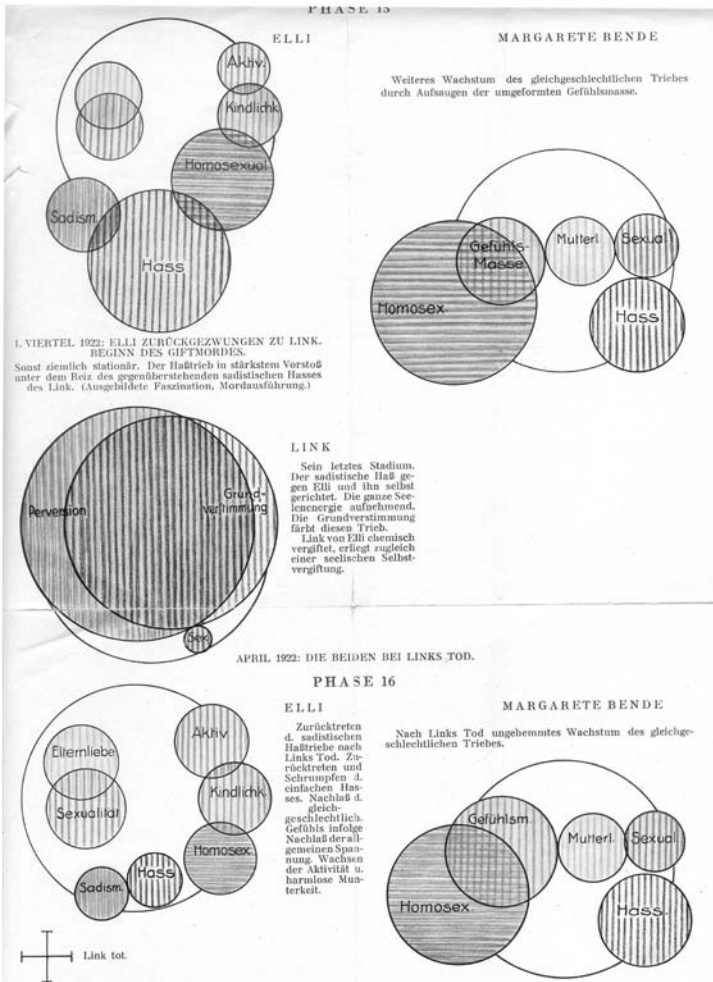 PHASE 15
ELLI
Aktiv.
Kindlichk
Homosexual
Sadism.
Hass
I. VIERTEL 1922: ELLI ZURÜCKGEZWUNGEN ZU LINK.
BEGINN DES GIFTMORDES.
Sonst ziemlich stationär. Der Haßtrieb in stärkstem Vorstoß
unter dem Reiz des gegenüberstehenden sadistischen Hasses
des Link. (Ausgebildete Faszination, Mordausführung.)
MARGARETE BENDE
Weiteres Wachstum des gleichgeschlechtlichen Triebes
durch Aufsaugen der umgeformten Gefühlsmasse.
Gefühls-
Masse
Mutterl.
Sexual.
Homosex.
Hass
Perversion
Grund-
verstimmung
Sex
LINK
Sein letztes Stadium.
Der sadistische Haß ge-
gen Elli und ihn selbst
gerichtet. Die ganze See-
lenenergie aufnehmend.
Die Grundverstimmung
färbt diesen Trieb.
Link von Elli chemisch
vergiftet, erliegt zugleich
einer seelischen Selbst-
vergiftung.
APRIL 1922: DIE BEIDEN BEI LINKS TOD.
PHASE 16
ELLI
Elternliebe
Sexualität
Aktiv
Kindlichk.
Homosex.
Hass
Sadism.
Zurücktreten
d. sadistischen
Haßtriebe nach
Links Tod. Zu-
rücktreten und
Schrumpfen d.
einfachen Has-
ses. Nachlaß d.
gleich-
geschlechtlich.
Gefühls infolge
Nachlaß der all-
gemeinen Span-
nung. Wachsen
der Aktivität u.
harmlose Mun-
terkeit.
Link tot.
MARGARETE BENDE
Nach Links Tod ungehemmtes Wachstum des gleichge-
schlechtlichen Triebes.
Gefühlsm.
Mutterl.
Sexual.
Homosex.
Hass